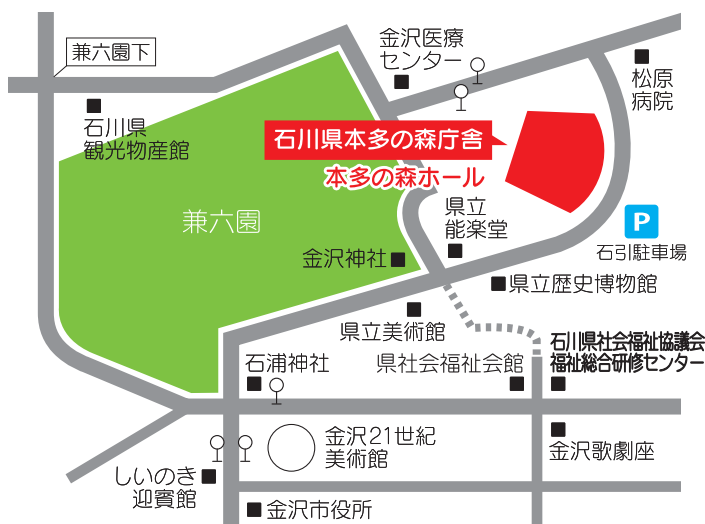 兼六園下
金沢医療
センター
松原
病院
石川県
観光物産館
石川県本多の森庁舎
本多の森ホール
兼六園
県立
能楽堂
P
石引駐車場
金沢神社
県立歴史博物館
県立美術館
石川県社会福祉協議会
福祉総合研修センター
石浦神社
県社会福祉会館
金沢21世紀
美術館
金沢歌劇座
しいのき
迎賓館
金沢市役所